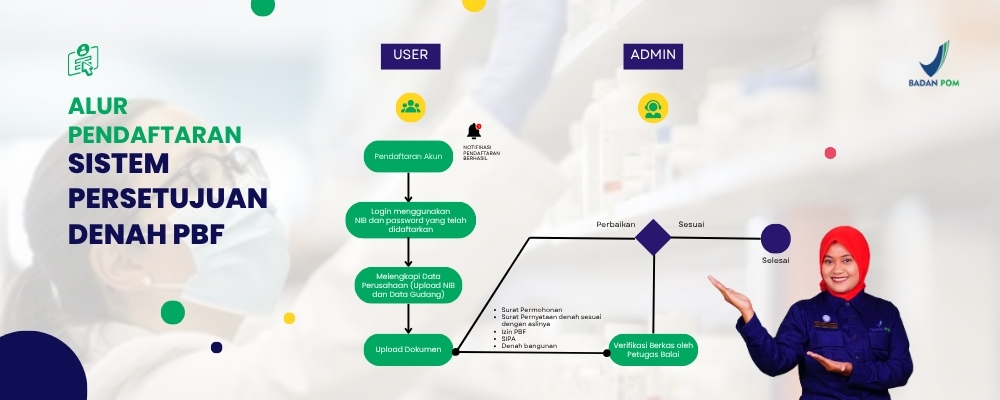 ALUR
PENDAFTARAN
SISTEM
PERSETUJUAN
DENAH PBF
USER
ADMIN
BADAN POM
NOTIFIKASI
PENDAFTARAN
BERHASIL
Pendaftaran Akun
Login menggunakan
NIB dan password yang telah
didaftarkan
Melengkapi Data
Perusahaan (Upload NIB
dan Data Gudang)
Upload Dokumen
• Surat Permohonan
• Surat Pernyataan denah sesuai
dengan aslinya
• Izin PBF
• SIPA
• Denah bangunan
Verifikasi Berkas oleh
Petugas Balai
Perbaikan
Sesuai
Selesai